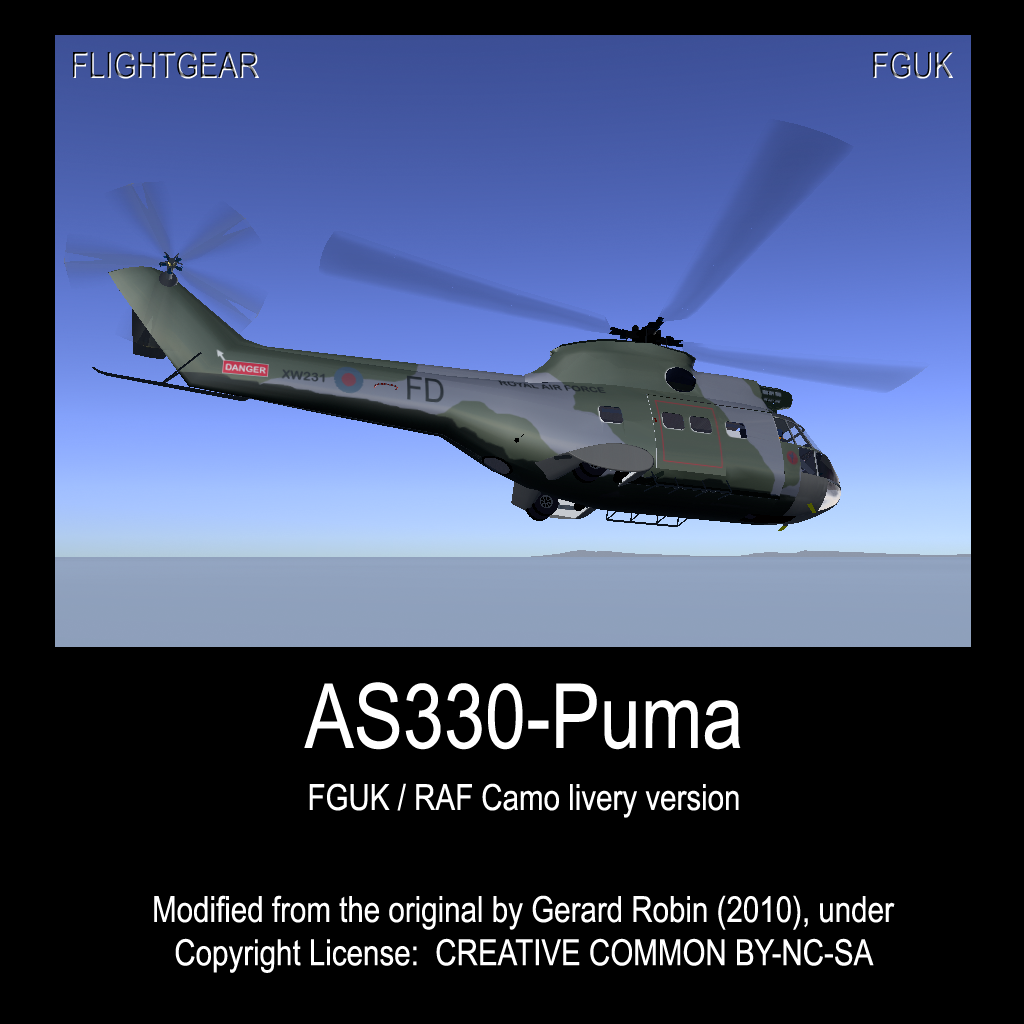 FLIGHTGEAR FGUK
DANGER
XW231
FD
ROYAL AIR FORCE
AS330-Puma
FGUK / RAF Camo livery version
Modified from the original by Gerard Robin (2010), under
Copyright License: CREATIVE COMMON BY-NC-SA